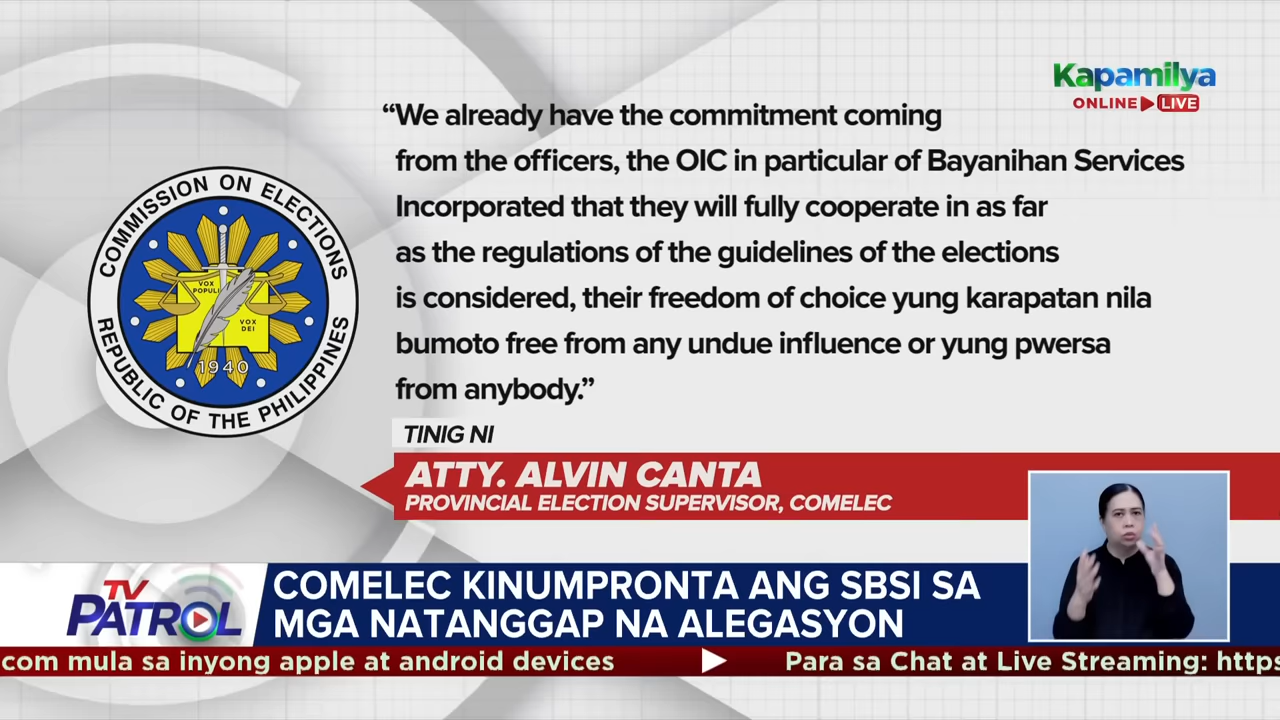 Kapamilya
ONLINE LIVE
“We already have the commitment coming
from the officers, the OIC in particular of Bayanihan Services
Incorporated that they will fully cooperate in as far
as the regulations of the guidelines of the elections
is considered, their freedom of choice yung karapatan nila
bumoto free from any undue influence or yung pwersa
from anybody.”
COMMISSION ON ELECTIONS
VOX
POPULI
VOX
DEI
1940
REPUBLIC OF THE PHILIPPINES
TINIG NI
ATTY. ALVIN CANTA
PROVINCIAL ELECTION SUPERVISOR, COMELEC
TV
PATROL
COMELEC KINUMPRONTA ANG SBSI SA
MGA NATANGGAP NA ALEGASYON
com mula sa inyong apple at android devices
Para sa Chat at Live Streaming: https